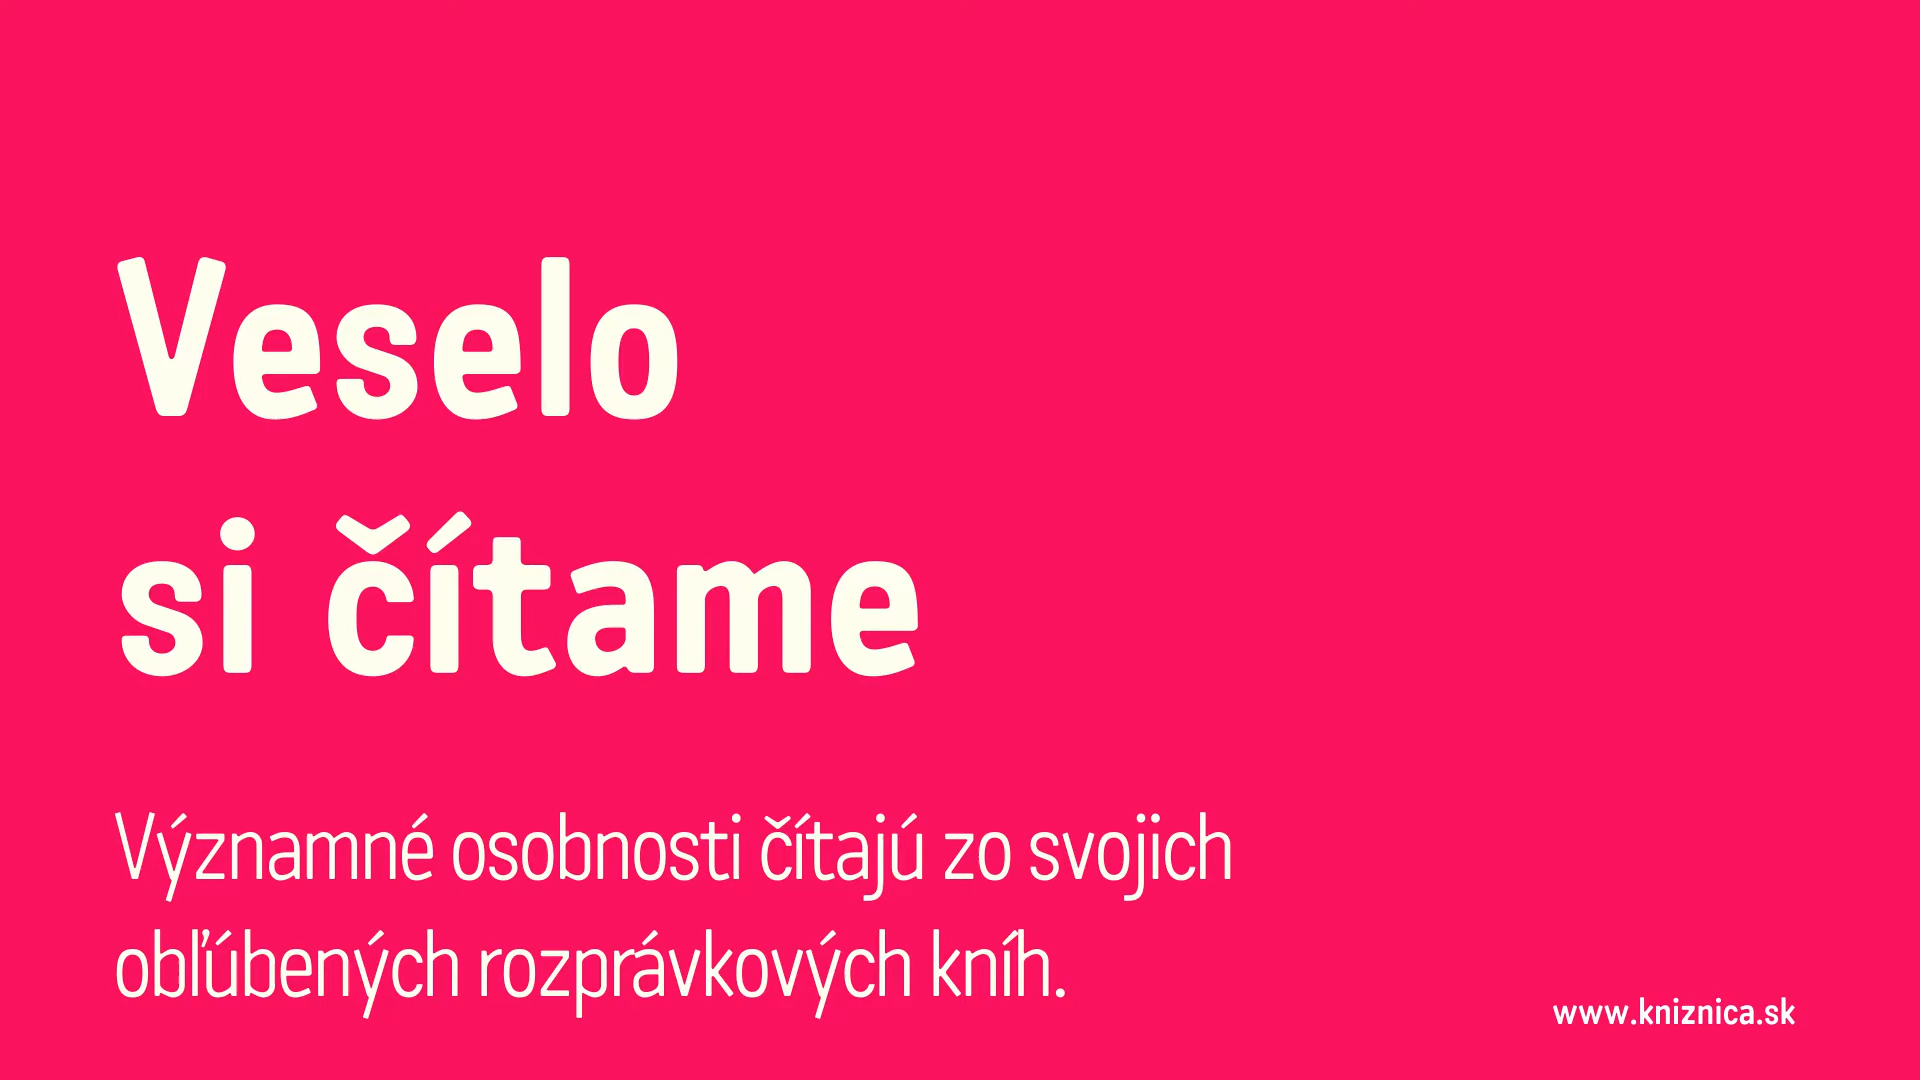 Veselo
si čítame
Významné osobnosti čítajú zo svojich
obľúbených rozprávkových kníh.
www.kniznica.sk